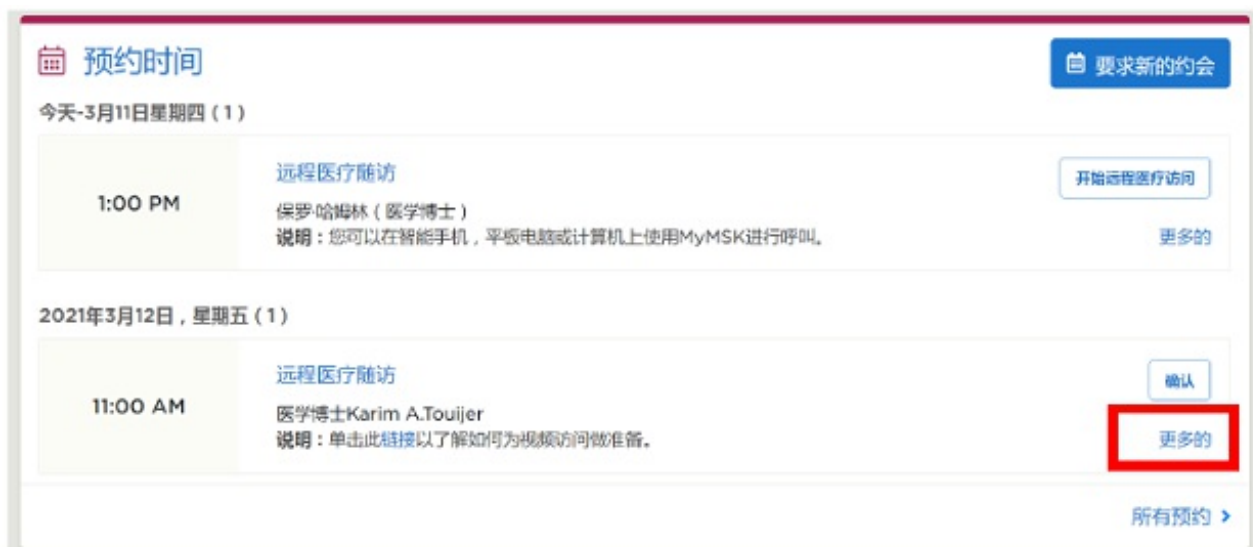 预约时间
要求新的约会
今天-3月11日星期四（1）
1:00 PM
远程医疗随访
开始远程医疗访问
保罗·哈姆林（医学博士）
说明：您可以在智能手机，平板电脑或计算机上使用MyMSK进行呼叫。
更多的
2021年3月12日，星期五（1）
11:00 AM
远程医疗随访
确认
医学博士Karim A.Touijer
说明：单击此链接以了解如何为视频访问做准备。
更多的
所有预约 >